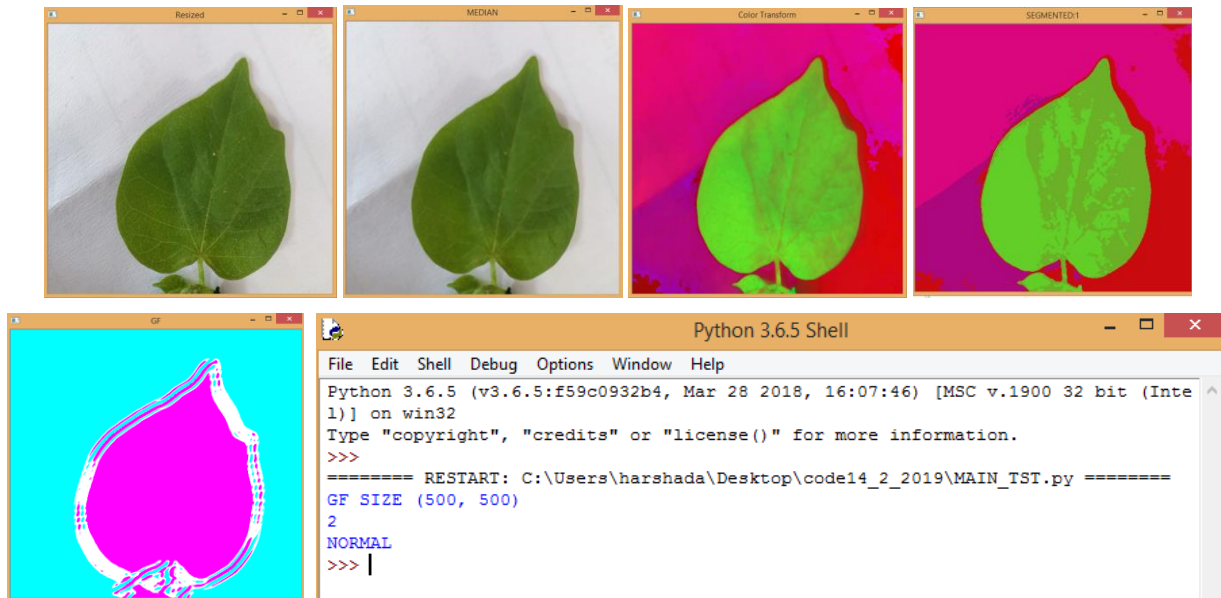 Resized
MEDIAN
Color Transform
SEGMENTED:1
GF
Python 3.6.5 Shell
File Edit Shell Debug Options Window Help
Python 3.6.5 (v3.6.5:f59c0932b4, Mar 28 2018, 16:07:46) [MSC v.1900 32 bit (Inte
l)] on win32
Type "copyright", "credits" or "license()" for more information.
>>>
======== RESTART: C:\Users\harshada\Desktop\code14_2_2019\MAIN_TST.py ========
GF SIZE (500, 500)
2
NORMAL
>>>